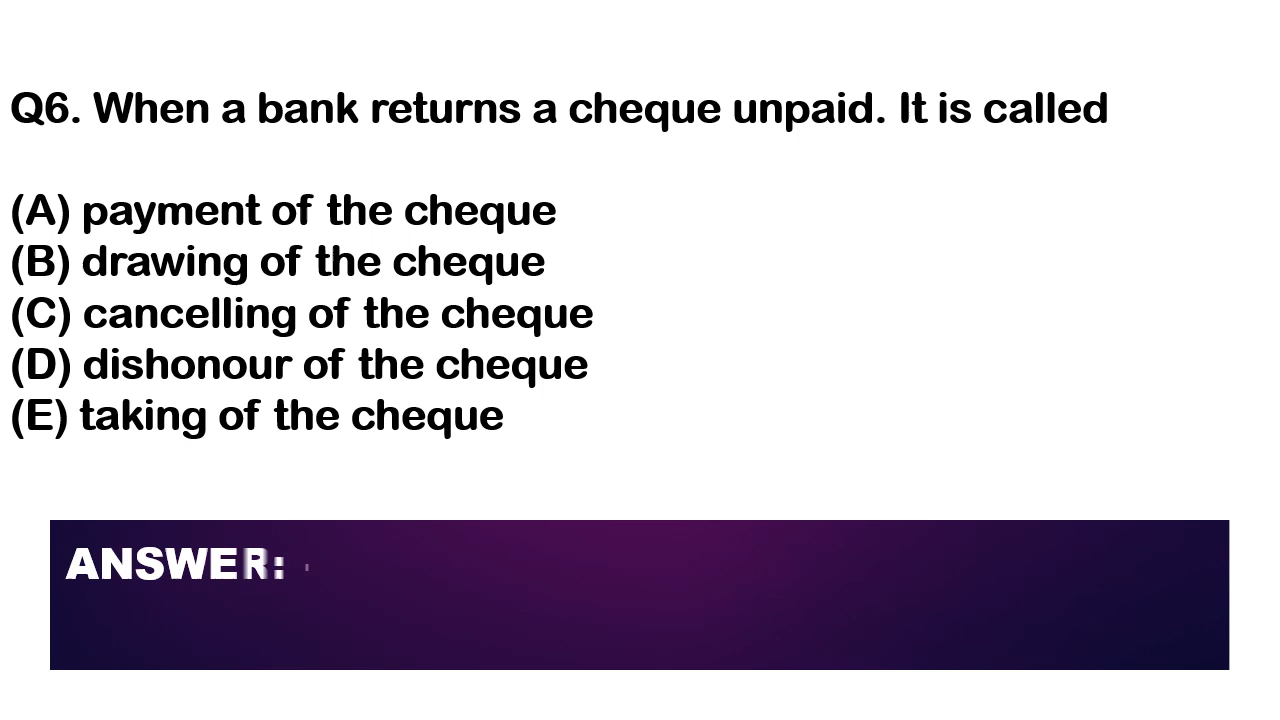 Q6. When a bank returns a cheque unpaid. It is called
(A) payment of the cheque
(B) drawing of the cheque
(C) cancelling of the cheque
(D) dishonour of the cheque
(E) taking of the cheque
ANSWER: